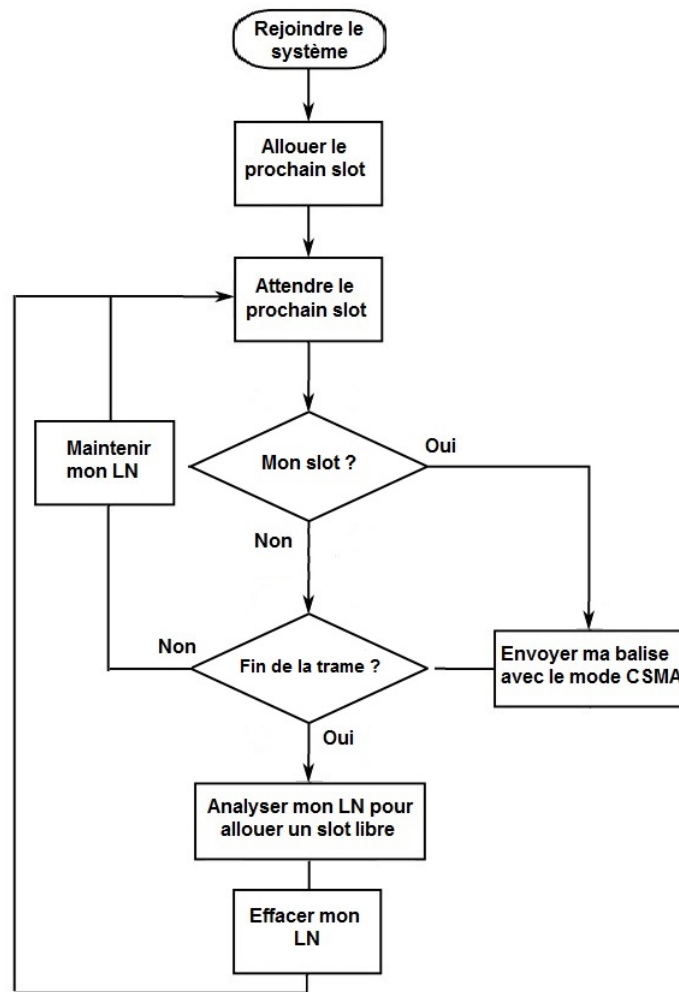 Rejoindre le
système
Allouer le
prochain slot
Attendre le
prochain slot
Maintenir
mon LN
Mon slot ?
Oui
Non
Non
Fin de la trame ?
Envoyer ma balise
avec le mode CSMA
Oui
Analyser mon LN pour
allouer un slot libre
Effacer mon
LN